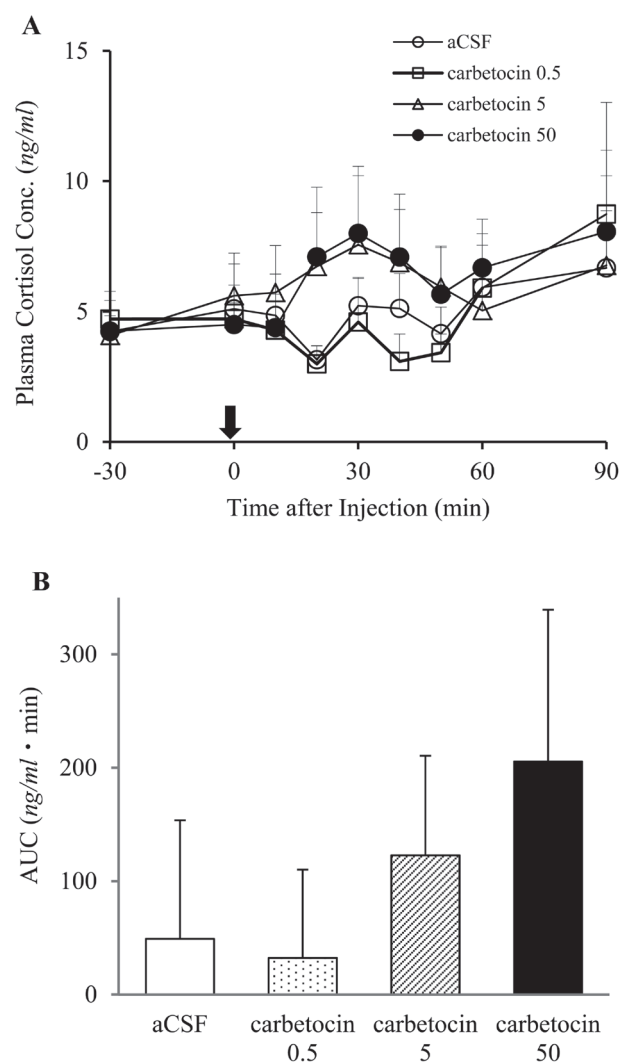 A
aCSF
carbetocin 0.5
carbetocin 5
carbetocin 50
15
10
5
0
Plasma Cortisol Conc. (ng/ml)
-30 0 30 60 90
Time after Injection (min)
B
300
200
100
0
AUC (ng/ml・min)
aCSF carbetocin carbetocin carbetocin
0.5 5 50